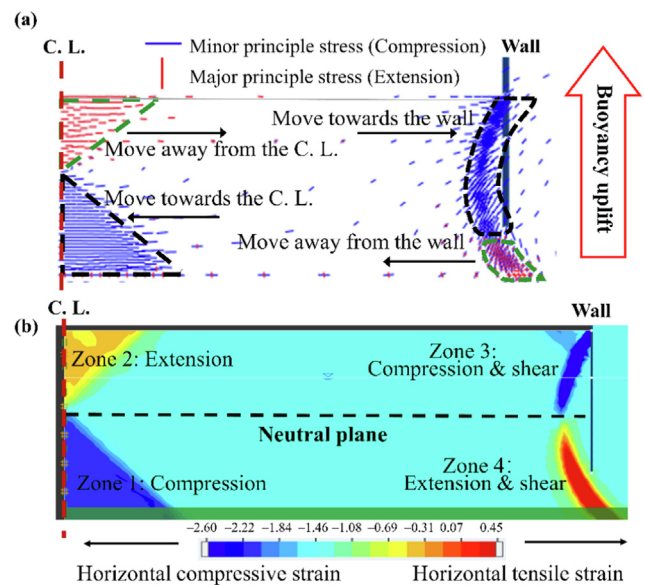 (a)
C. L.
Minor principle stress (Compression)
Major principle stress (Extension)
Wall
Buoyancy uplift
Move towards the wall
Move away from the C. L.
Move towards the C. L.
Move away from the wall
(b)
C. L.
Wall
Zone 2: Extension
Zone 3:
Compression & shear
Neutral plane
Zone 1: Compression
Zone 4:
Extension & shear
−2.60 −2.22 −1.84 −1.46 −1.08 −0.69 −0.31 0.07 0.45
Horizontal compressive strain
Horizontal tensile strain